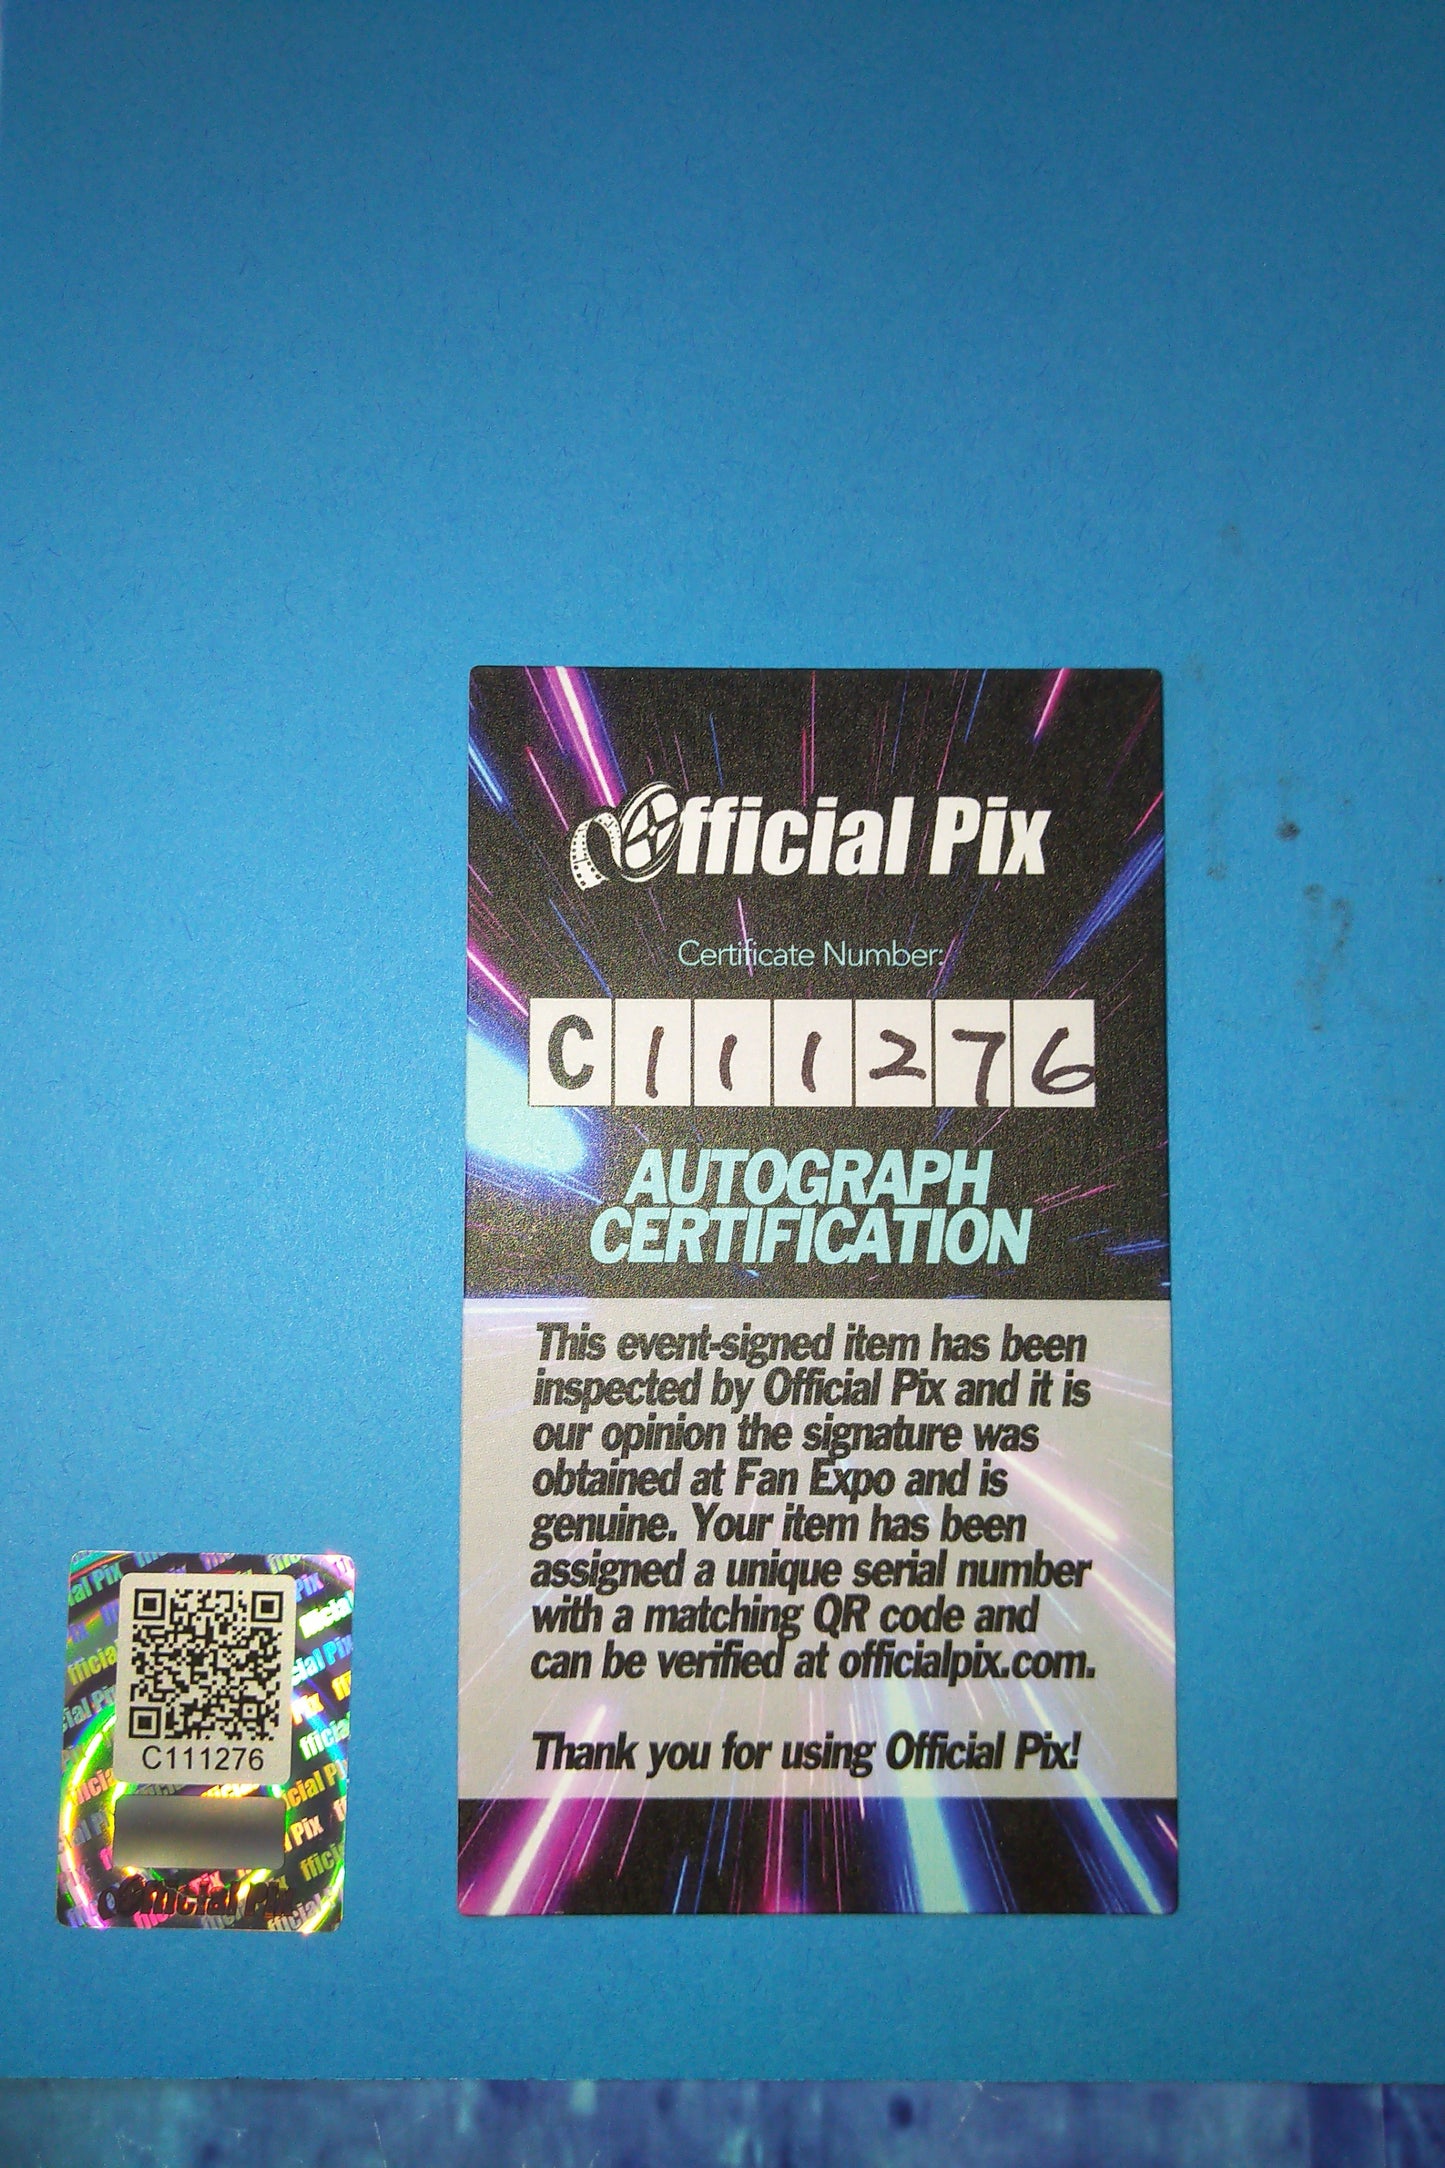 Official Pix
Certificate Number:
C111276
AUTOGRAPH
CERTIFICATION
This event-signed item has been
inspected by Official Pix and it is
our opinion the signature was
obtained at Fan Expo and is
genuine. Your item has been
assigned a unique serial number
with a matching QR code and
can be verified at officialpix.com.
Thank you for using Official Pix!
C111276
Official Pix